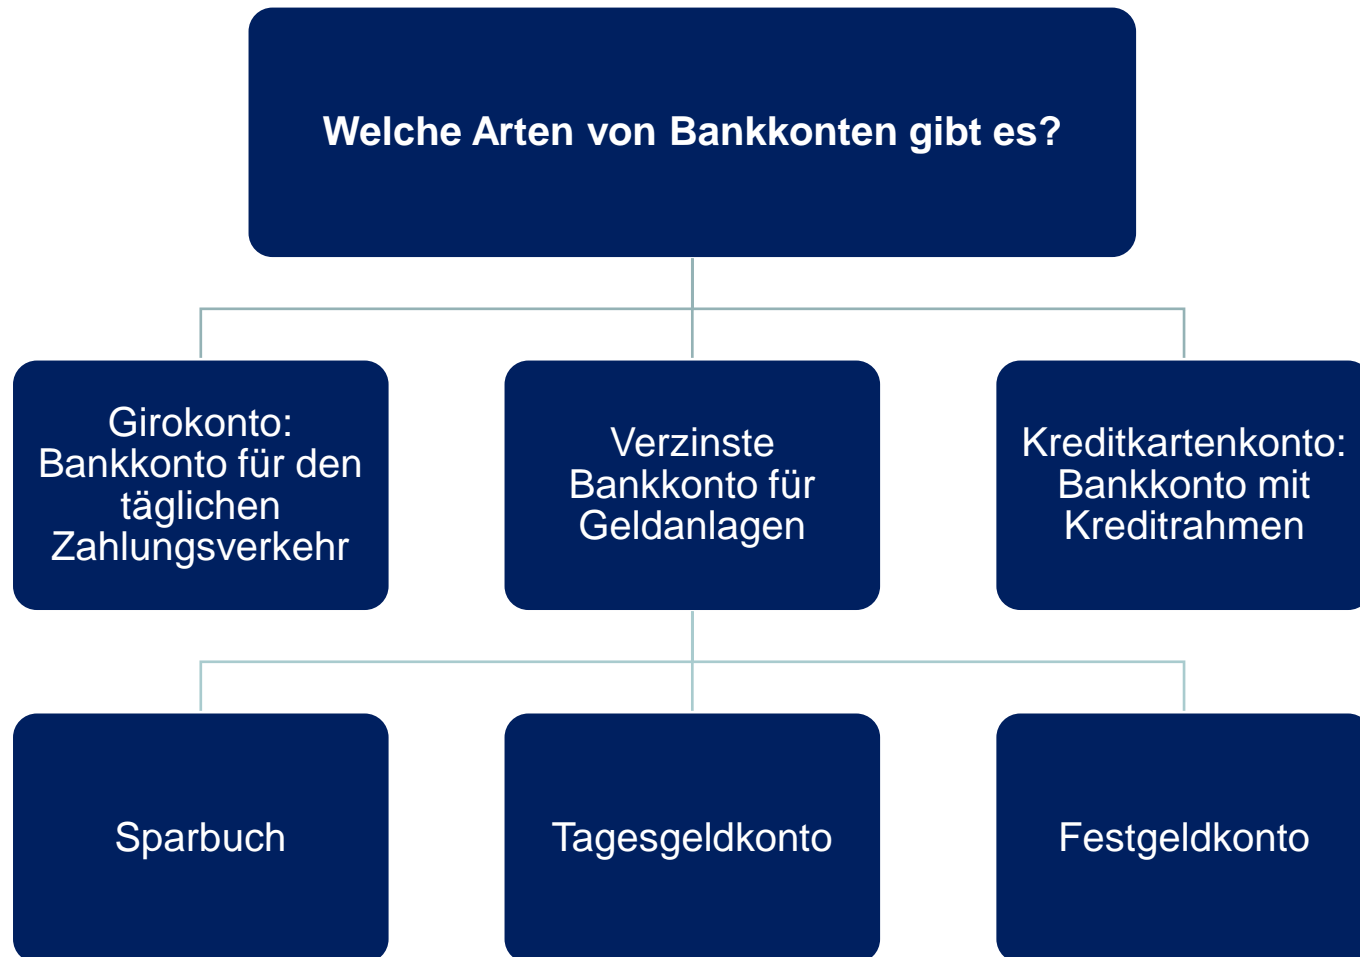 Welche Arten von Bankkonten gibt es?
Girokonto:
Bankkonto für den
täglichen
Zahlungsverkehr
Verzinste
Bankkonto für
Geldanlagen
Kreditkartenkonto:
Bankkonto mit
Kreditrahmen
Sparbuch
Tagesgeldkonto
Festgeldkonto